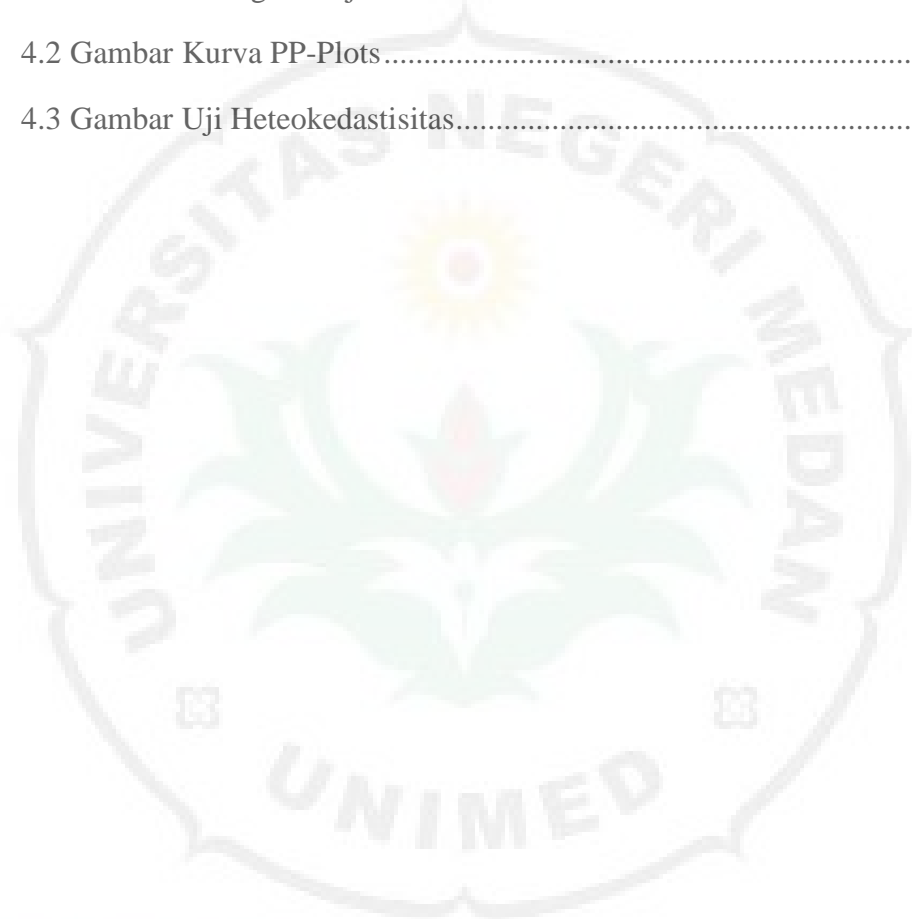 4.2 Gambar Kurva PP-Plots................................................................
4.3 Gambar Uji Heteokedastisitas.......................................................
UNIVERSITAS NEGERI MEDAN
UNIMED